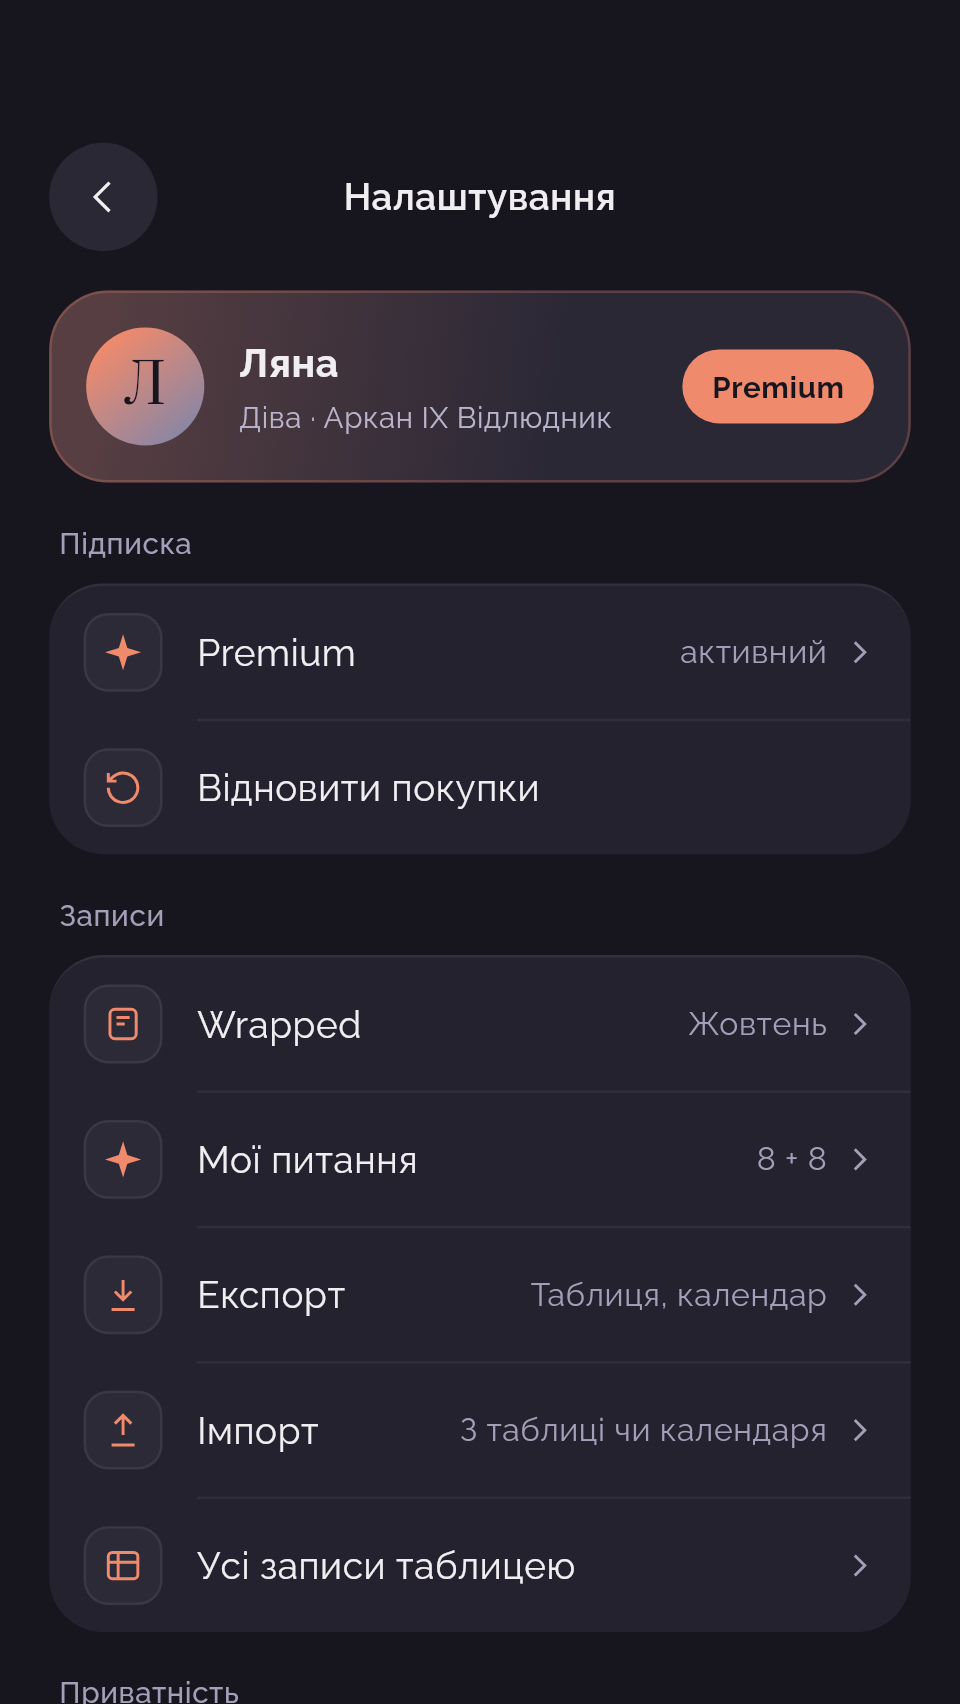 Налаштування
Л
Ляна
Діва · Аркан IX Відлюдник
Premium
Підписка
Premium
активний
Відновити покупки
Записи
Wrapped
Жовтень
Мої питання
8 + 8
Експорт
Таблиця, календар
Імпорт
З таблиці чи календаря
Усі записи таблицею
Приватність